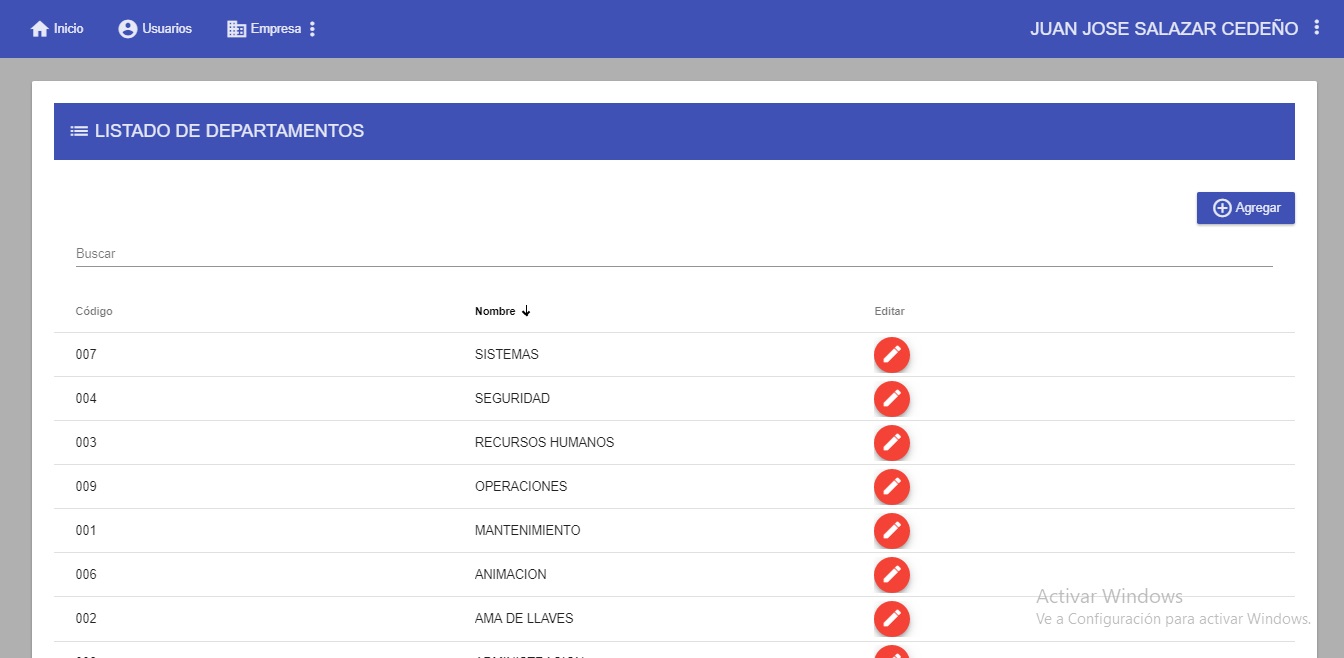 Inicio Usuarios Empresa JUAN JOSE SALAZAR CEDEÑO
LISTADO DE DEPARTAMENTOS
Agregar
Buscar
Código Nombre Editar
007 SISTEMAS
004 SEGURIDAD
003 RECURSOS HUMANOS
009 OPERACIONES
001 MANTENIMIENTO
006 ANIMACION
002 AMA DE LLAVES
Activar Windows
Ve a Configuración para activar Windows.